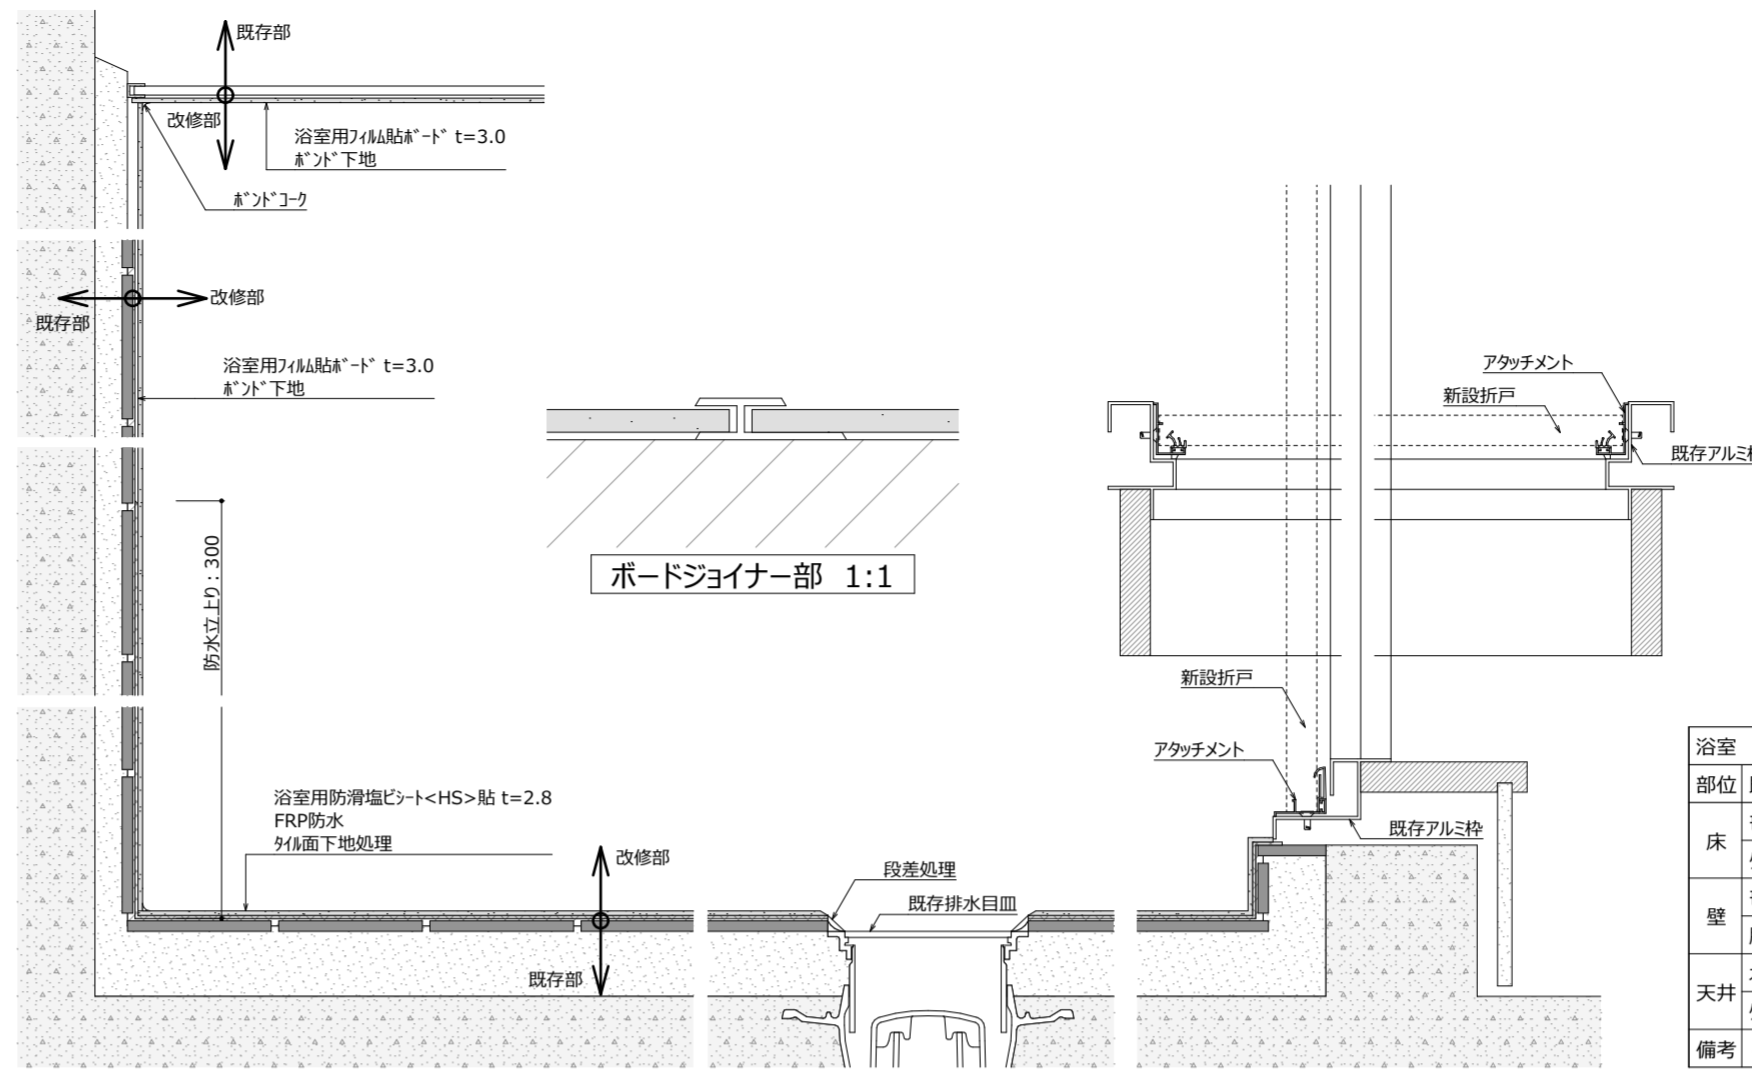 既存部
改修部
浴室用フィルム貼ボード t=3.0
ボンド下地
ボンドコーク
改修部
既存部
浴室用フィルム貼ボード t=3.0
ボンド下地
アタッチメント
新設折戸
既存アルミ
ボードジョイナー部 1:1
防水立上り:300
新設折戸
アタッチメント
既存アルミ枠
浴室用防滑塩ビシート<HS>貼 t=2.8
FRP防水
タイル面下地処理
改修部
段差処理
既存排水目皿
既存部
浴室
部位
床
壁
天井
備考